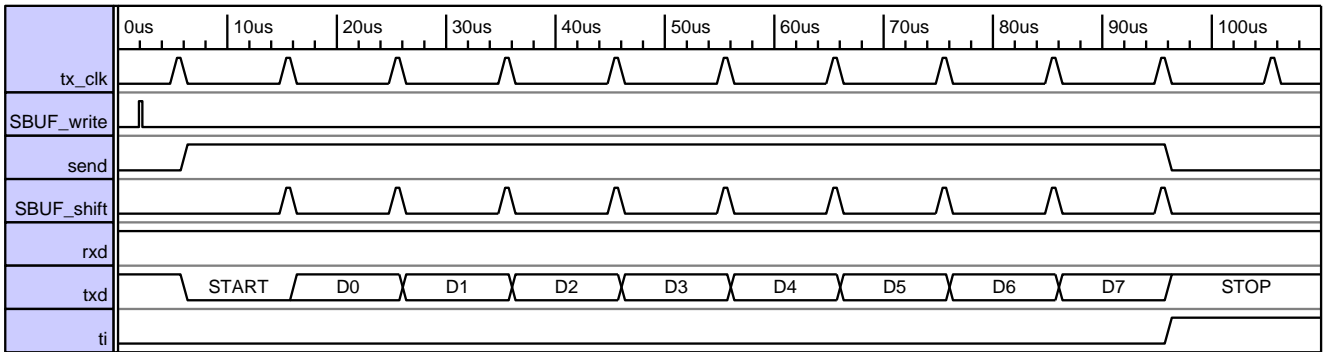 0us 10us 20us 30us 40us 50us 60us 70us 80us 90us 100us
tx_clk
SBUF_write
send
SBUF_shift
rxd
txd START D0 D1 D2 D3 D4 D5 D6 D7 STOP
ti